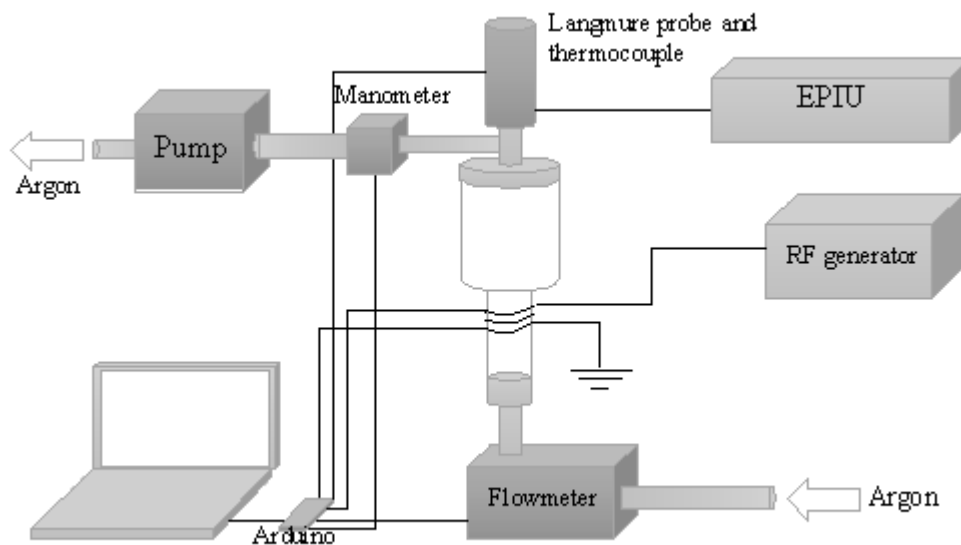 Langmure probe and
thermocouple
EPIU
Manometer
Pump
Argon
RF generator
Flowmeter
Argon
Arduino